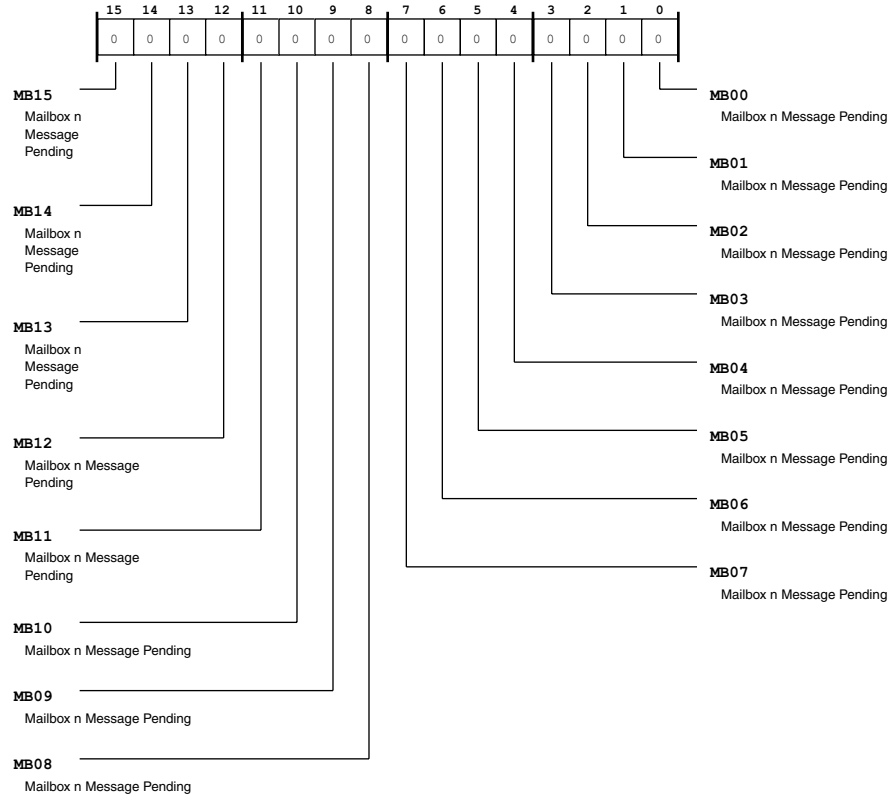 15 14 13 12 11 10 9 8 7 6 5 4 3 2 1 0
0 0 0 0 0 0 0 0 0 0 0 0 0 0 0 0
MB15
Mailbox n
Message
Pending
MB14
Mailbox n
Message
Pending
MB13
Mailbox n
Message
Pending
MB12
Mailbox n Message
Pending
MB11
Mailbox n Message
Pending
MB10
Mailbox n Message Pending
MB09
Mailbox n Message Pending
MB08
Mailbox n Message Pending
MB00
Mailbox n Message Pending
MB01
Mailbox n Message Pending
MB02
Mailbox n Message Pending
MB03
Mailbox n Message Pending
MB04
Mailbox n Message Pending
MB05
Mailbox n Message Pending
MB06
Mailbox n Message Pending
MB07
Mailbox n Message Pending